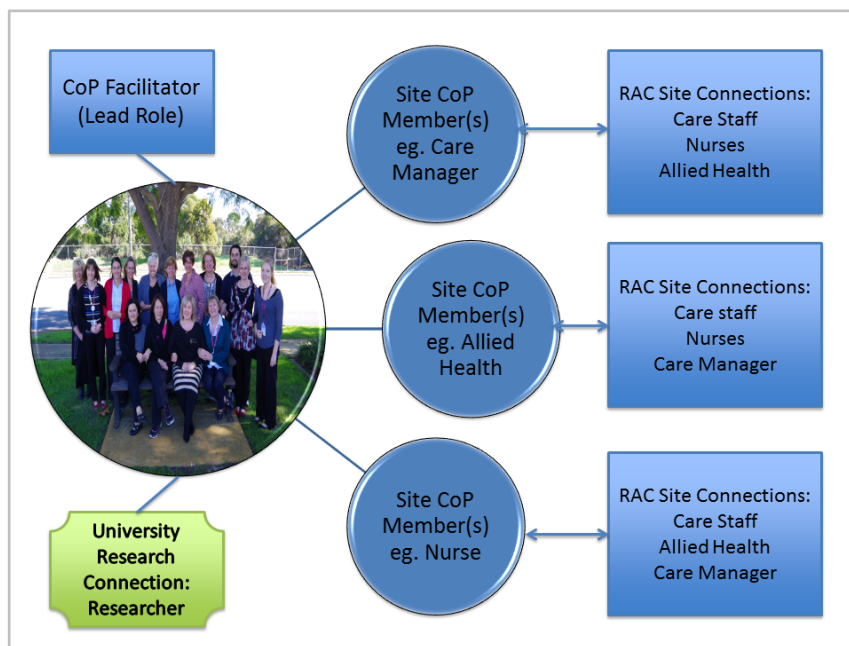 CoP Facilitator
(Lead Role)
Site CoP
Member(s)
eg. Care
Manager
RAC Site Connections:
Care Staff
Nurses
Allied Health
Site CoP
Member(s)
eg. Allied
Health
RAC Site Connections:
Care staff
Nurses
Care Manager
University
Research
Connection:
Researcher
Site CoP
Member(s)
eg. Nurse
RAC Site Connections:
Care Staff
Allied Health
Care Manager